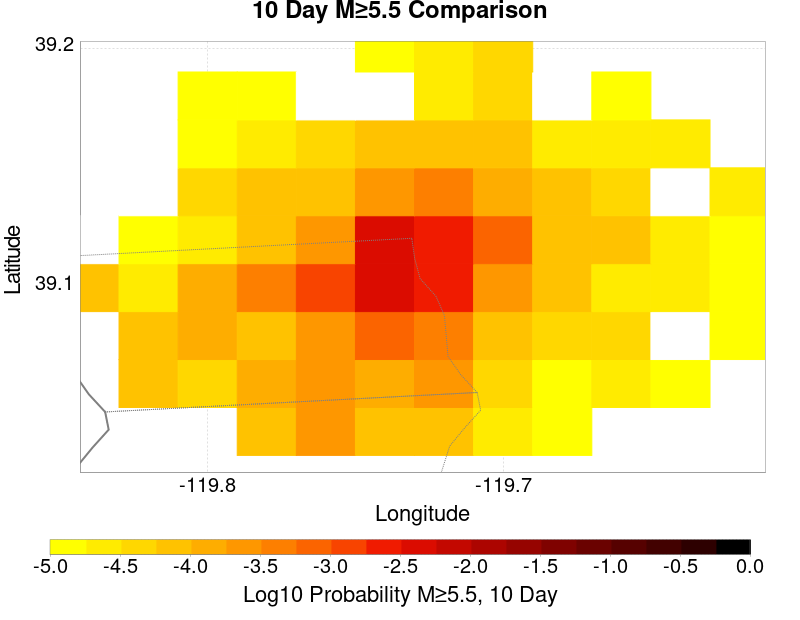 10 Day M≥5.5 Comparison
39.2
39.1
Latitude
-119.8 -119.7
Longitude
-5.0 -4.5 -4.0 -3.5 -3.0 -2.5 -2.0 -1.5 -1.0 -0.5 0.0
Log10 Probability M≥5.5, 10 Day